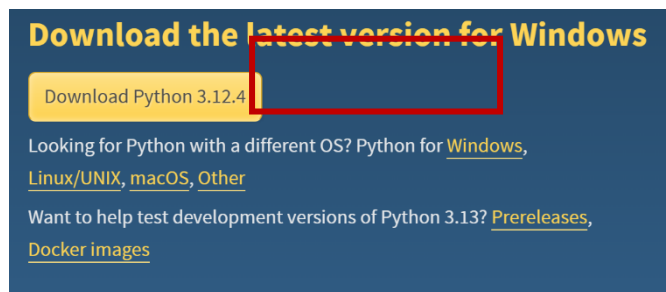 Download the latest version for Windows
Download Python 3.12.4
Looking for Python with a different OS? Python for Windows,
Linux/UNIX, macOS, Other
Want to help test development versions of Python 3.13? Prereleases,
Docker images